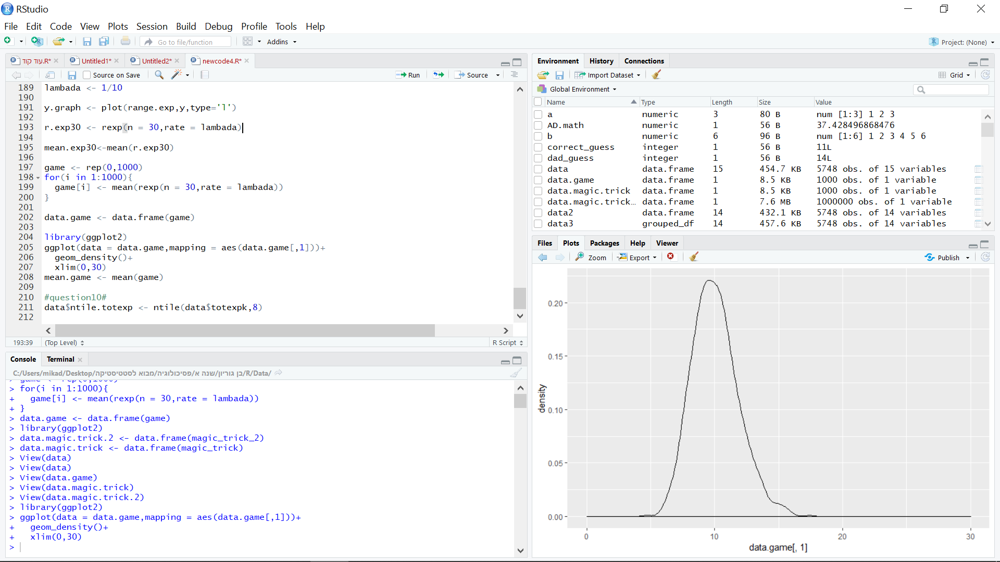 RStudio
File Edit Code View Plots Session Build Debug Profile Tools Help
Go to file/function Addins Project: (None)
עוד קוד.R* Untitled1* Untitled2* newcode4.R*
Source on Save Run Source
189 lambada <- 1/10
190
191 y.graph <- plot(range.exp,y,type='l')
192
193 r.exp30 <- rexp(n = 30,rate = lambada)
194
195 mean.exp30<-mean(r.exp30)
196
197 game <- rep(0,1000)
198 for(i in 1:1000){
199 game[i] <- mean(rexp(n = 30,rate = lambada))
200 }
201
202 data.game <- data.frame(game)
203
204 library(ggplot2)
205 ggplot(data = data.game,mapping = aes(data.game[,1]))+
206 geom_density()+
207 xlim(0,30)
208 mean.game <- mean(game)
209
210 #question10#
211 data$ntile.totexp <- ntile(data$totexpk,8)
212
193:39 (Top Level) R Script
Console Terminal
C:/Users/mikad/Desktop/בן גוריון/שנה א/פסיכולוגיה/מבוא לסטטיסטיקה/R/Data/
> game <- rep(0,1000)
> for(i in 1:1000){
+ game[i] <- mean(rexp(n = 30,rate = lambada))
+ }
> data.game <- data.frame(game)
> library(ggplot2)
> data.magic.trick.2 <- data.frame(magic_trick_2)
> data.magic.trick <- data.frame(magic_trick)
> View(data)
> View(data)
> View(data.game)
> View(data.magic.trick)
> View(data.magic.trick.2)
> library(ggplot2)
> ggplot(data = data.game,mapping = aes(data.game[,1]))+
+ geom_density()+
+ xlim(0,30)
>
Environment History Connections
Import Dataset Grid
Global Environment
Name Type Length Size Value
a numeric 3 80 B num [1:3] 1 2 3
AD.math numeric 1 56 B 37.428496868476
b numeric 6 96 B num [1:6] 1 2 3 4 5 6
correct_guess integer 1 56 B 11L
dad_guess integer 1 56 B 14L
data data.frame 15 454.7 KB 5748 obs. of 15 variables
data.game data.frame 1 8.5 KB 1000 obs. of 1 variable
data.magic.trick data.frame 1 8.5 KB 1000 obs. of 1 variable
data.magic.trick… data.frame 1 7.6 MB 1000000 obs. of 1 variable
data2 data.frame 14 432.1 KB 5748 obs. of 14 variables
data3 grouped_df 14 457.6 KB 5748 obs. of 14 variables
Files Plots Packages Help Viewer
Zoom Export Publish
0.20
0.15
0.10
0.05
0.00
density
0 10 20 30
data.game[, 1]